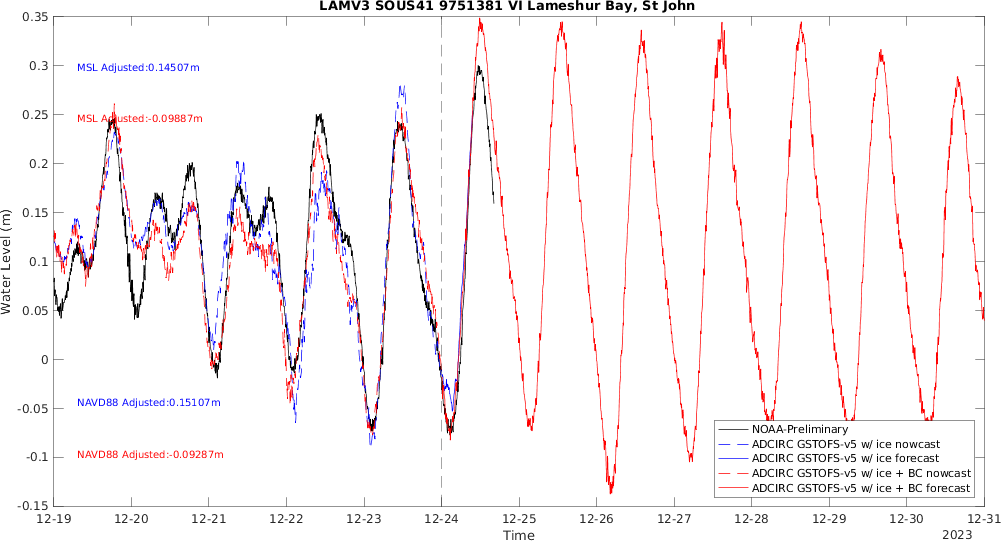 LAMV3 SOUS41 9751381 VI Lameshur Bay, St John
MSL Adjusted:0.14507m
MSL Adjusted:-0.09887m
NAVD88 Adjusted:0.15107m
NAVD88 Adjusted:-0.09287m
Water Level (m)
0.35
0.3
0.25
0.2
0.15
0.1
0.05
0
-0.05
-0.1
-0.15
NOAA-Preliminary
ADCIRC GSTOFS-v5 w/ ice nowcast
ADCIRC GSTOFS-v5 w/ ice forecast
ADCIRC GSTOFS-v5 w/ ice + BC nowcast
ADCIRC GSTOFS-v5 w/ ice + BC forecast
12-19 12-20 12-21 12-22 12-23 12-24 12-25 12-26 12-27 12-28 12-29 12-30 12-31
Time
2023